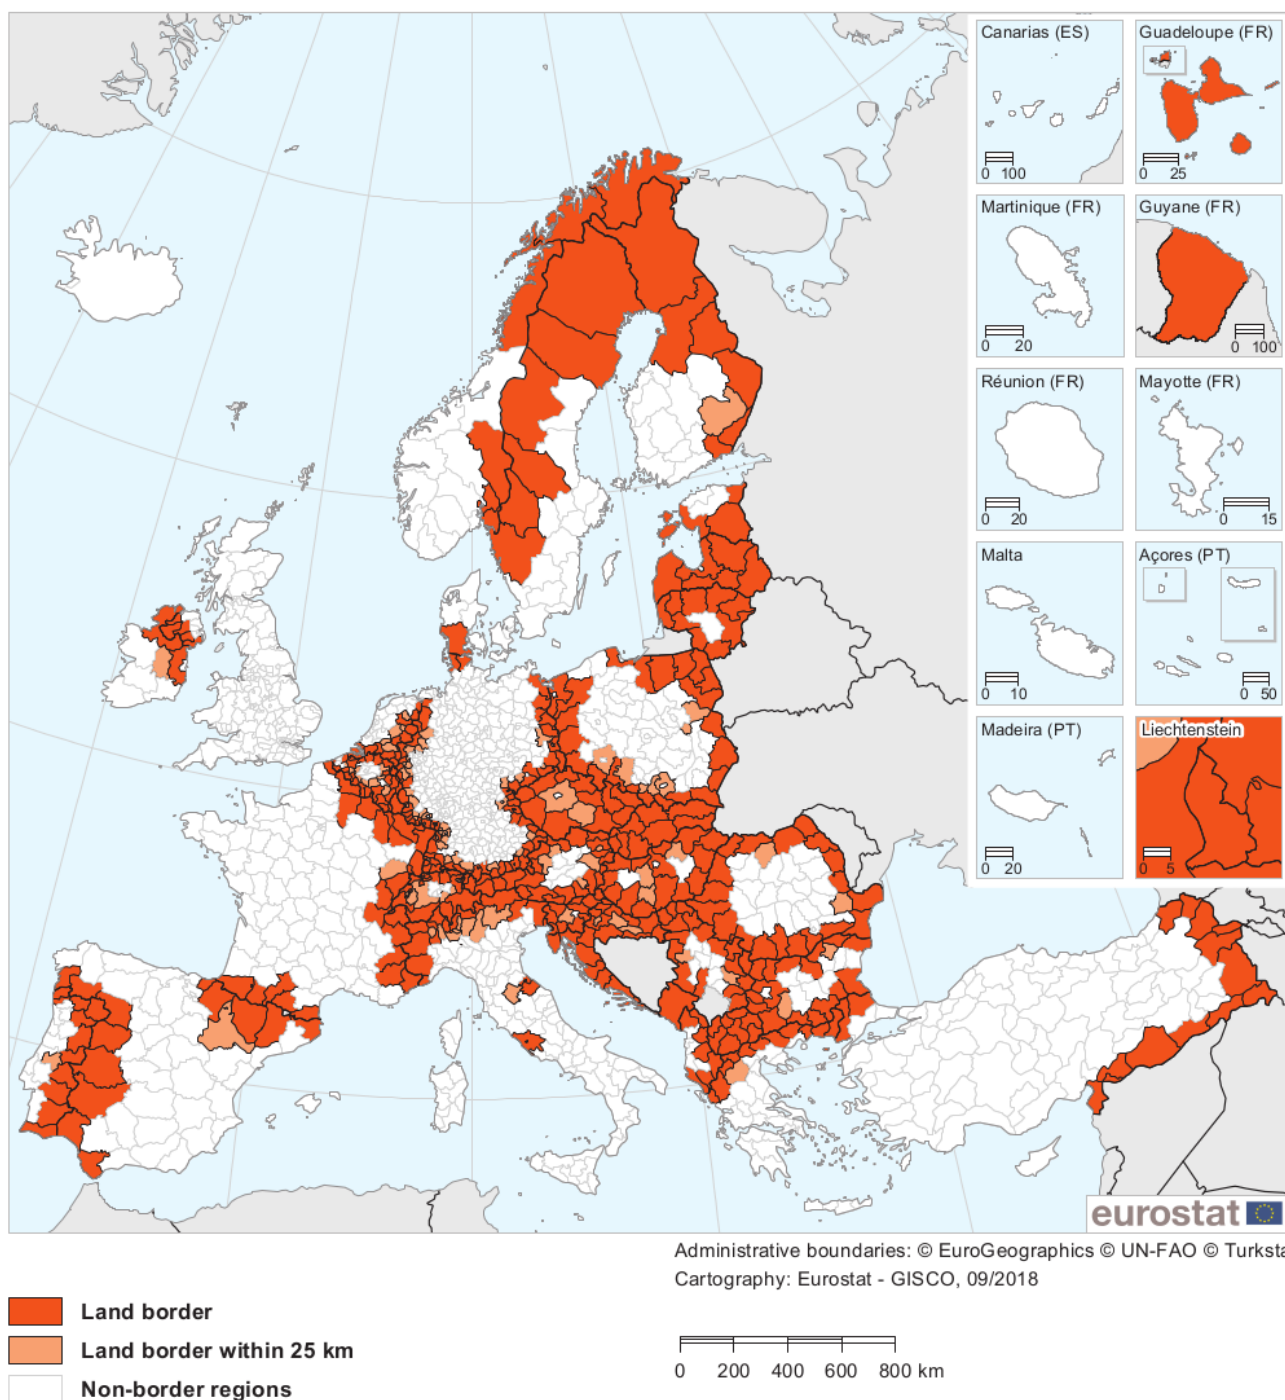 Canarias (ES)
0 100
Guadeloupe (FR)
0 25
Martinique (FR)
0 20
Guyane (FR)
0 100
Réunion (FR)
0 20
Mayotte (FR)
0 15
Malta
0 10
Açores (PT)
0 50
Madeira (PT)
0 20
Liechtenstein
0 5
eurostat
Administrative boundaries: © EuroGeographics © UN-FAO © Turksta
Cartography: Eurostat - GISCO, 09/2018
Land border
Land border within 25 km
Non-border regions
0 200 400 600 800 km